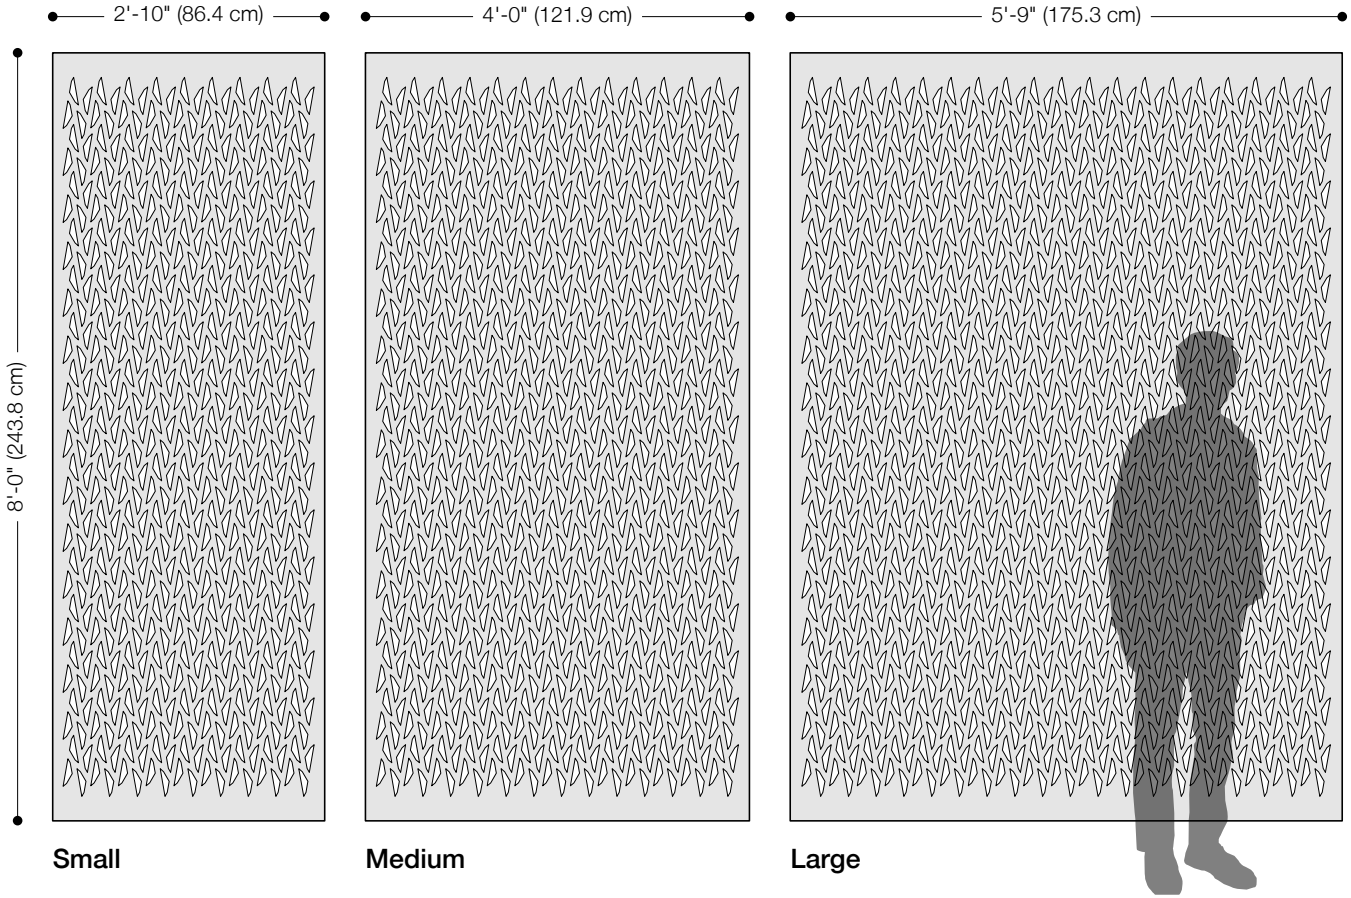 2'-10" (86.4 cm)
4'-0" (121.9 cm)
5'-9" (175.3 cm)
8'-0" (243.8 cm)
Small
Medium
Large